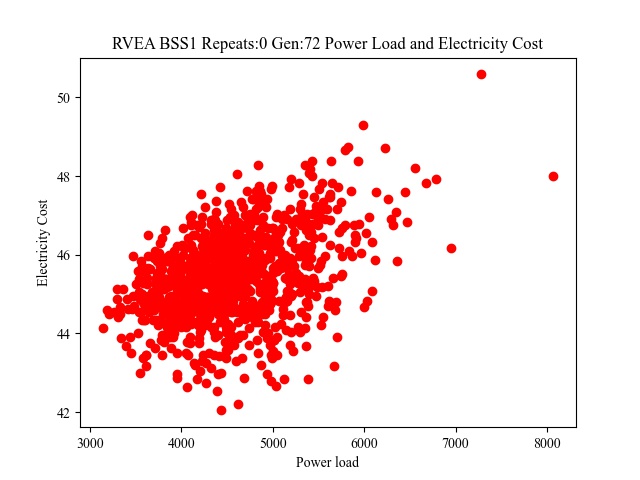 RVEA BSS1 Repeats:0 Gen:72 Power Load and Electricity Cost
50
48
46
44
42
Electricity Cost
3000 4000 5000 6000 7000 8000
Power load